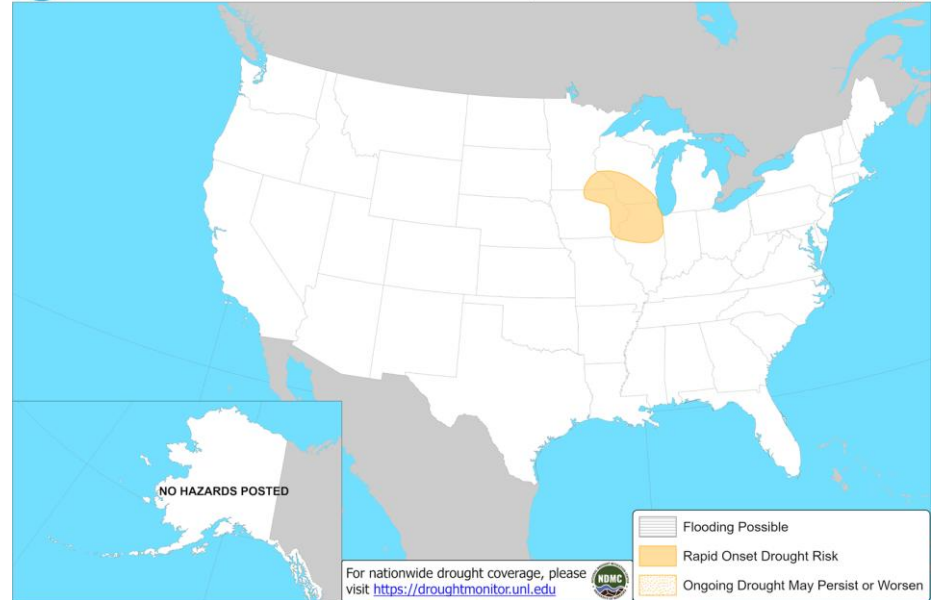 NO HAZARDS POSTED
For nationwide drought coverage, please
visit https://droughtmonitor.unl.edu
NDMC
Flooding Possible
Rapid Onset Drought Risk
Ongoing Drought May Persist or Worsen